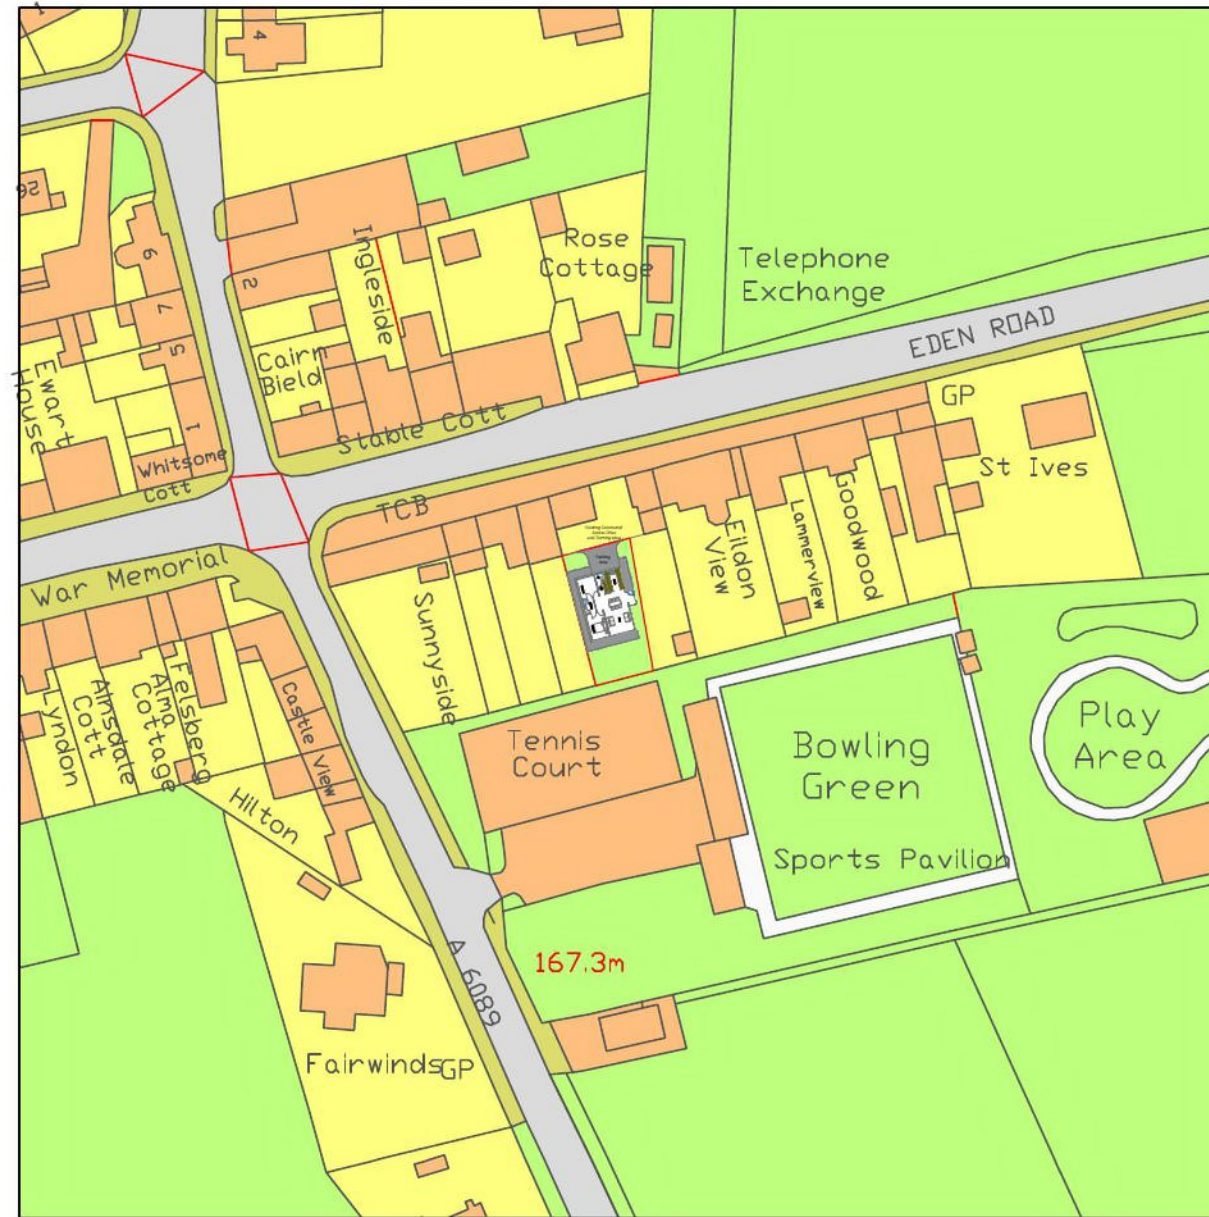 1
4
26
6
7
5
1
2
Ingleside
Rose
Cottage
Telephone
Exchange
EDEN ROAD
Cairn
Bield
Ewart
House
Stable Cott
Whitsome
Cott
TCB
GP
St Ives
Goodwood
Lammerview
Eildon
View
War Memorial
Sunnyside
Lyndon
Ainsdale
Cott
Alma
Cottage
Felsberg
Castle View
Hilton
Tennis
Court
Bowling
Green
Play
Area
Sports Pavilion
167.3m
A 6089
Fairwinds
GP